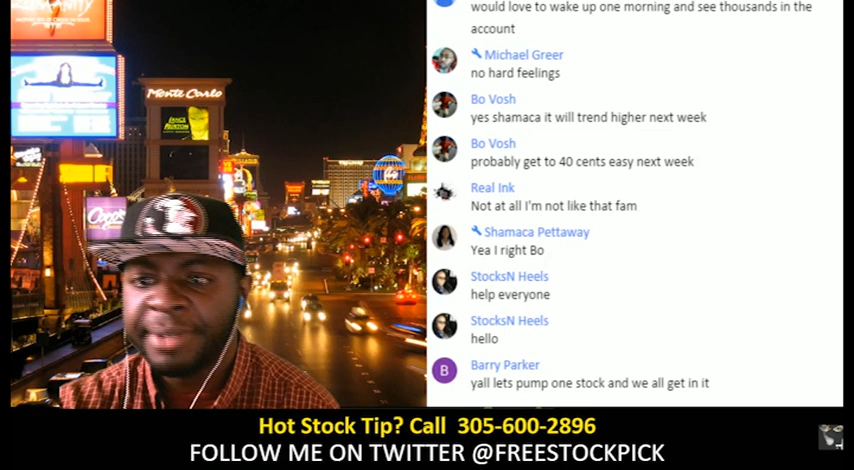 HUMANITY
Monte Carlo
LANCE BURTON
Coco's
would love to wake up one morning and see thousands in the
account
Michael Greer
no hard feelings
Bo Vosh
yes shamaca it will trend higher next week
Bo Vosh
probably get to 40 cents easy next week
Real Ink
Not at all I'm not like that fam
Shamaca Pettaway
Yea I right Bo
StocksN Heels
help everyone
StocksN Heels
hello
B
Barry Parker
yall lets pump one stock and we all get in it
Hot Stock Tip? Call 305-600-2896
FOLLOW ME ON TWITTER @FREESTOCKPICK